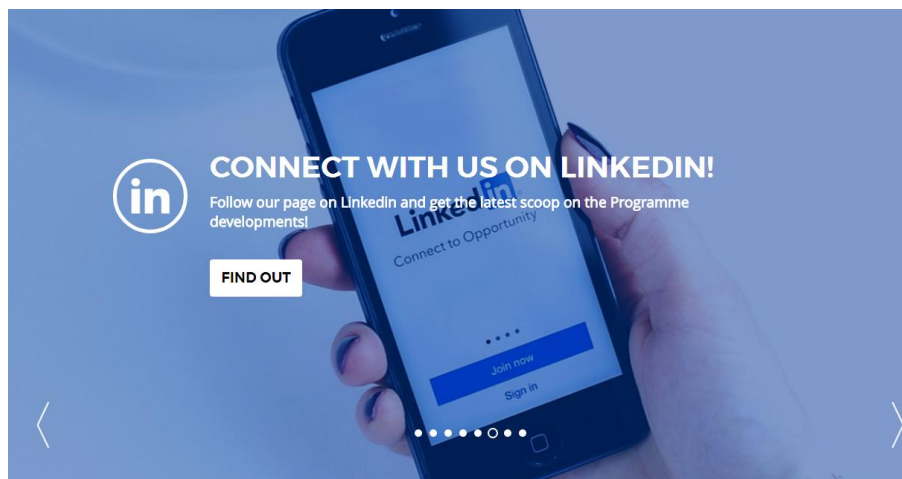 CONNECT WITH US ON LINKEDIN!
in
Follow our page on Linkedin and get the latest scoop on the Programme
developments!
Linkedin
Connect to Opportunity
FIND OUT
Join now
Sign in